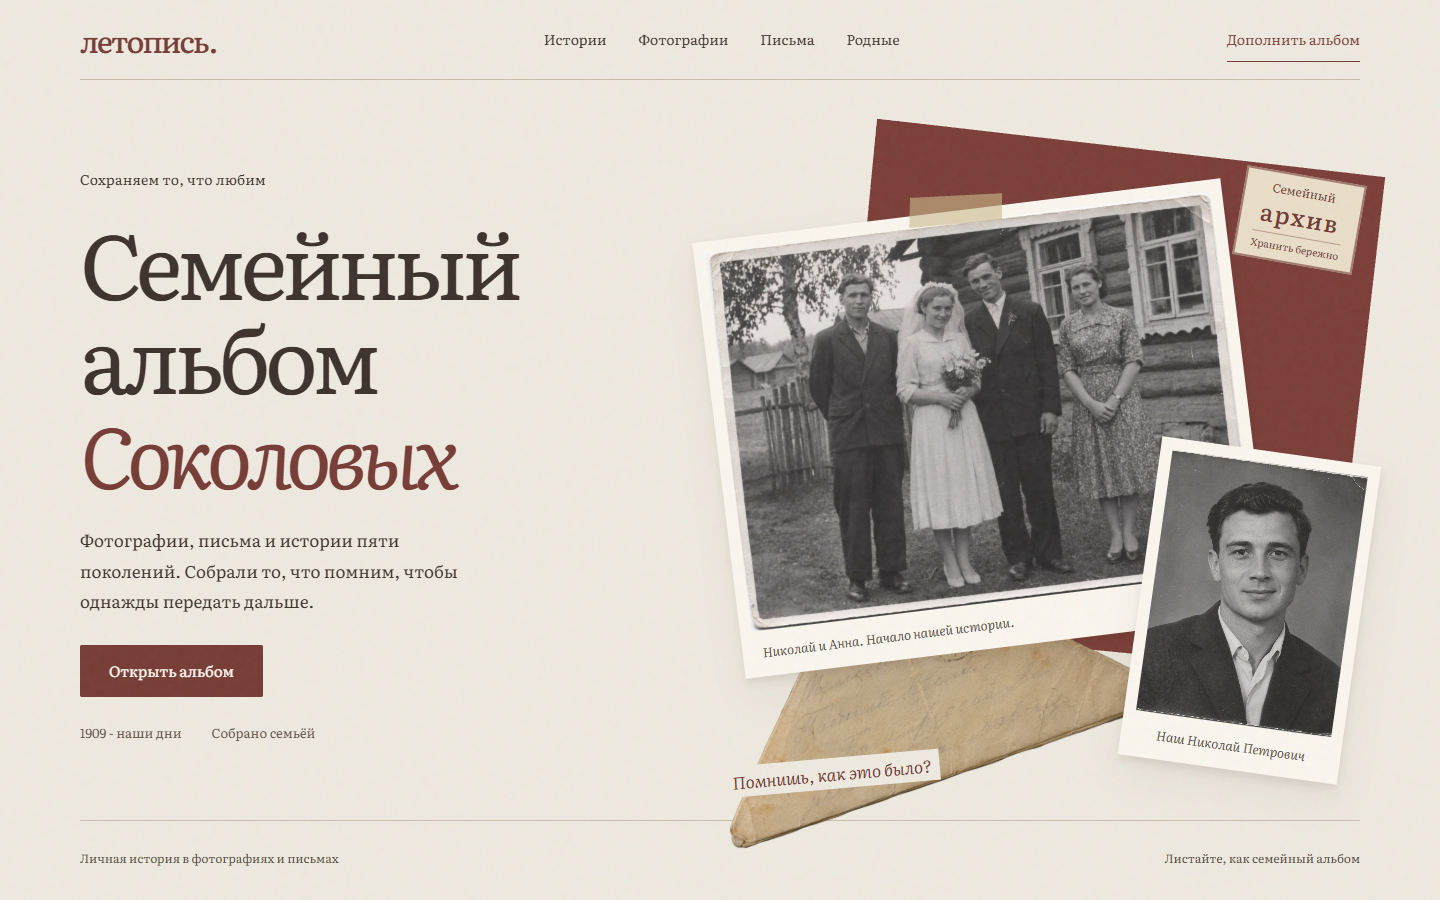 летопись.
Истории
Фотографии
Письма
Родные
Дополнить альбом
Сохраняем то, что любим
Семейный
альбом
Соколовых
Фотографии, письма и истории пяти
поколений. Собрали то, что помним, чтобы
однажды передать дальше.
Открыть альбом
1909 - наши дни
Собрано семьёй
Семейный
архив
Хранить бережно
Николай и Анна. Начало нашей истории.
Наш Николай Петрович
Помнишь, как это было?
Личная история в фотографиях и письмах
Листайте, как семейный альбом